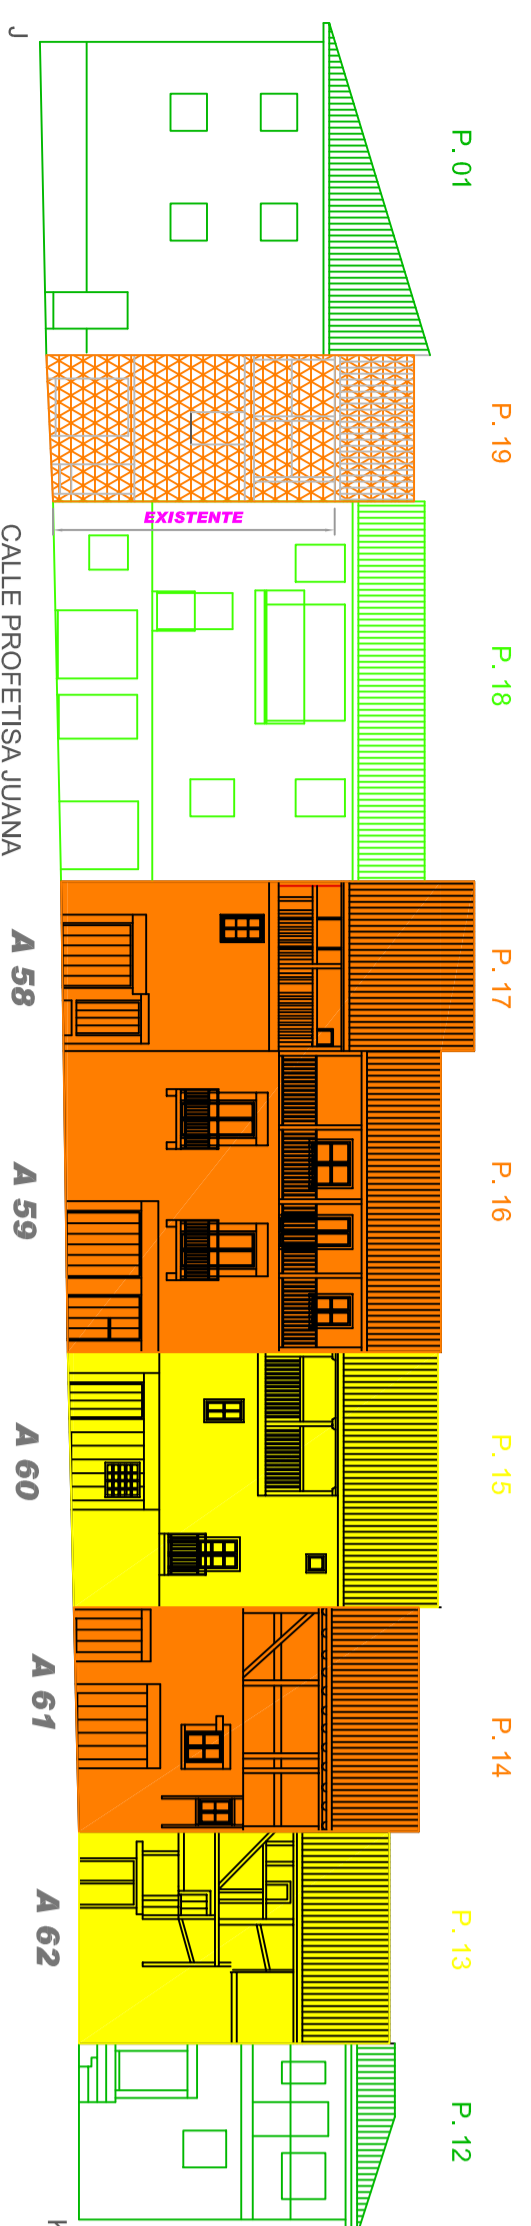 P. 01
P. 19
P. 18
P. 17
P. 16
P. 15
P. 14
P. 13
P. 12
EXISTENTE
J
CALLE PROFETISA JUANA
A 58
A 59
A 60
A 61
A 62